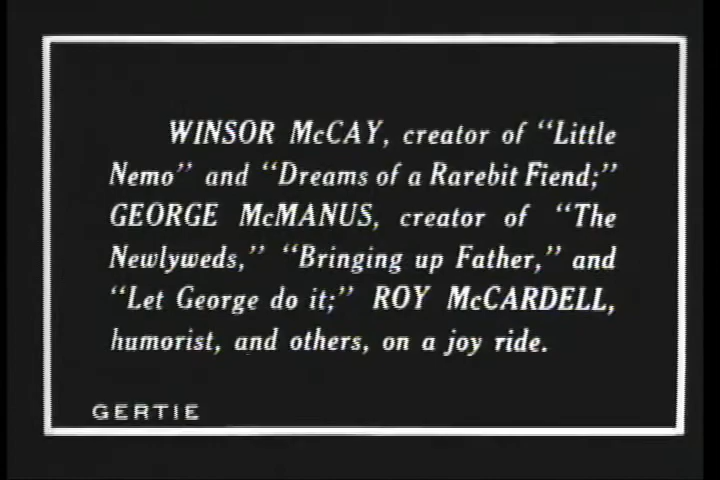 WINSOR McCAY, creator of "Little
Nemo" and "Dreams of a Rarebit Fiend;"
GEORGE McMANUS, creator of "The
Newlyweds," "Bringing up Father," and
"Let George do it;" ROY McCARDELL,
humorist, and others, on a joy ride.
GERTIE